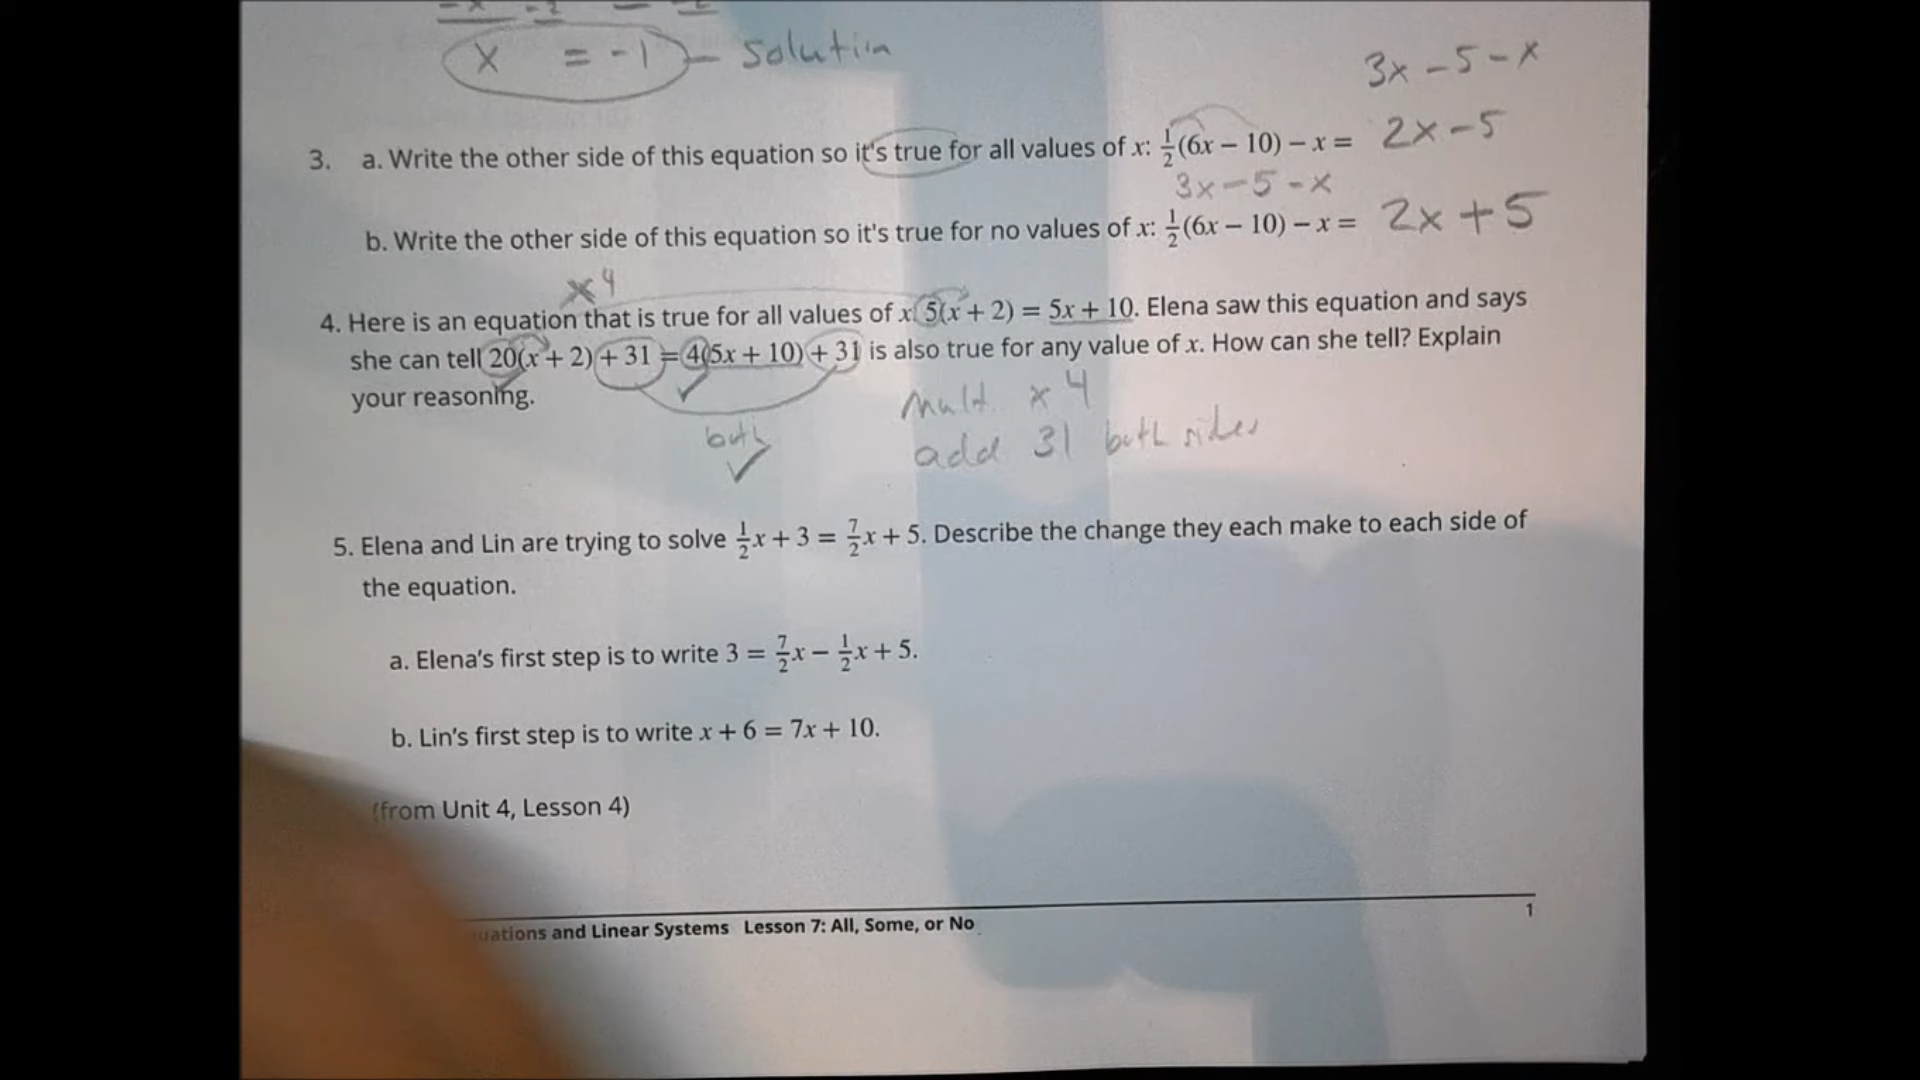 x = -1 - solution
3x - 5 - x
3. a. Write the other side of this equation so it's true for all values of x: 1/2(6x − 10) − x = 2x - 5
3x - 5 - x
b. Write the other side of this equation so it's true for no values of x: 1/2(6x − 10) − x = 2x + 5
x 4
4. Here is an equation that is true for all values of x: 5(x + 2) = 5x + 10. Elena saw this equation and says
she can tell 20(x + 2) + 31 = 4(5x + 10) + 31 is also true for any value of x. How can she tell? Explain
your reasoning.
mult. x 4
both
add 31 both sides
5. Elena and Lin are trying to solve 1/2x + 3 = 7/2x + 5. Describe the change they each make to each side of
the equation.
a. Elena’s first step is to write 3 = 7/2x − 1/2x + 5.
b. Lin’s first step is to write x + 6 = 7x + 10.
(from Unit 4, Lesson 4)
and Linear Systems Lesson 7: All, Some, or No
1